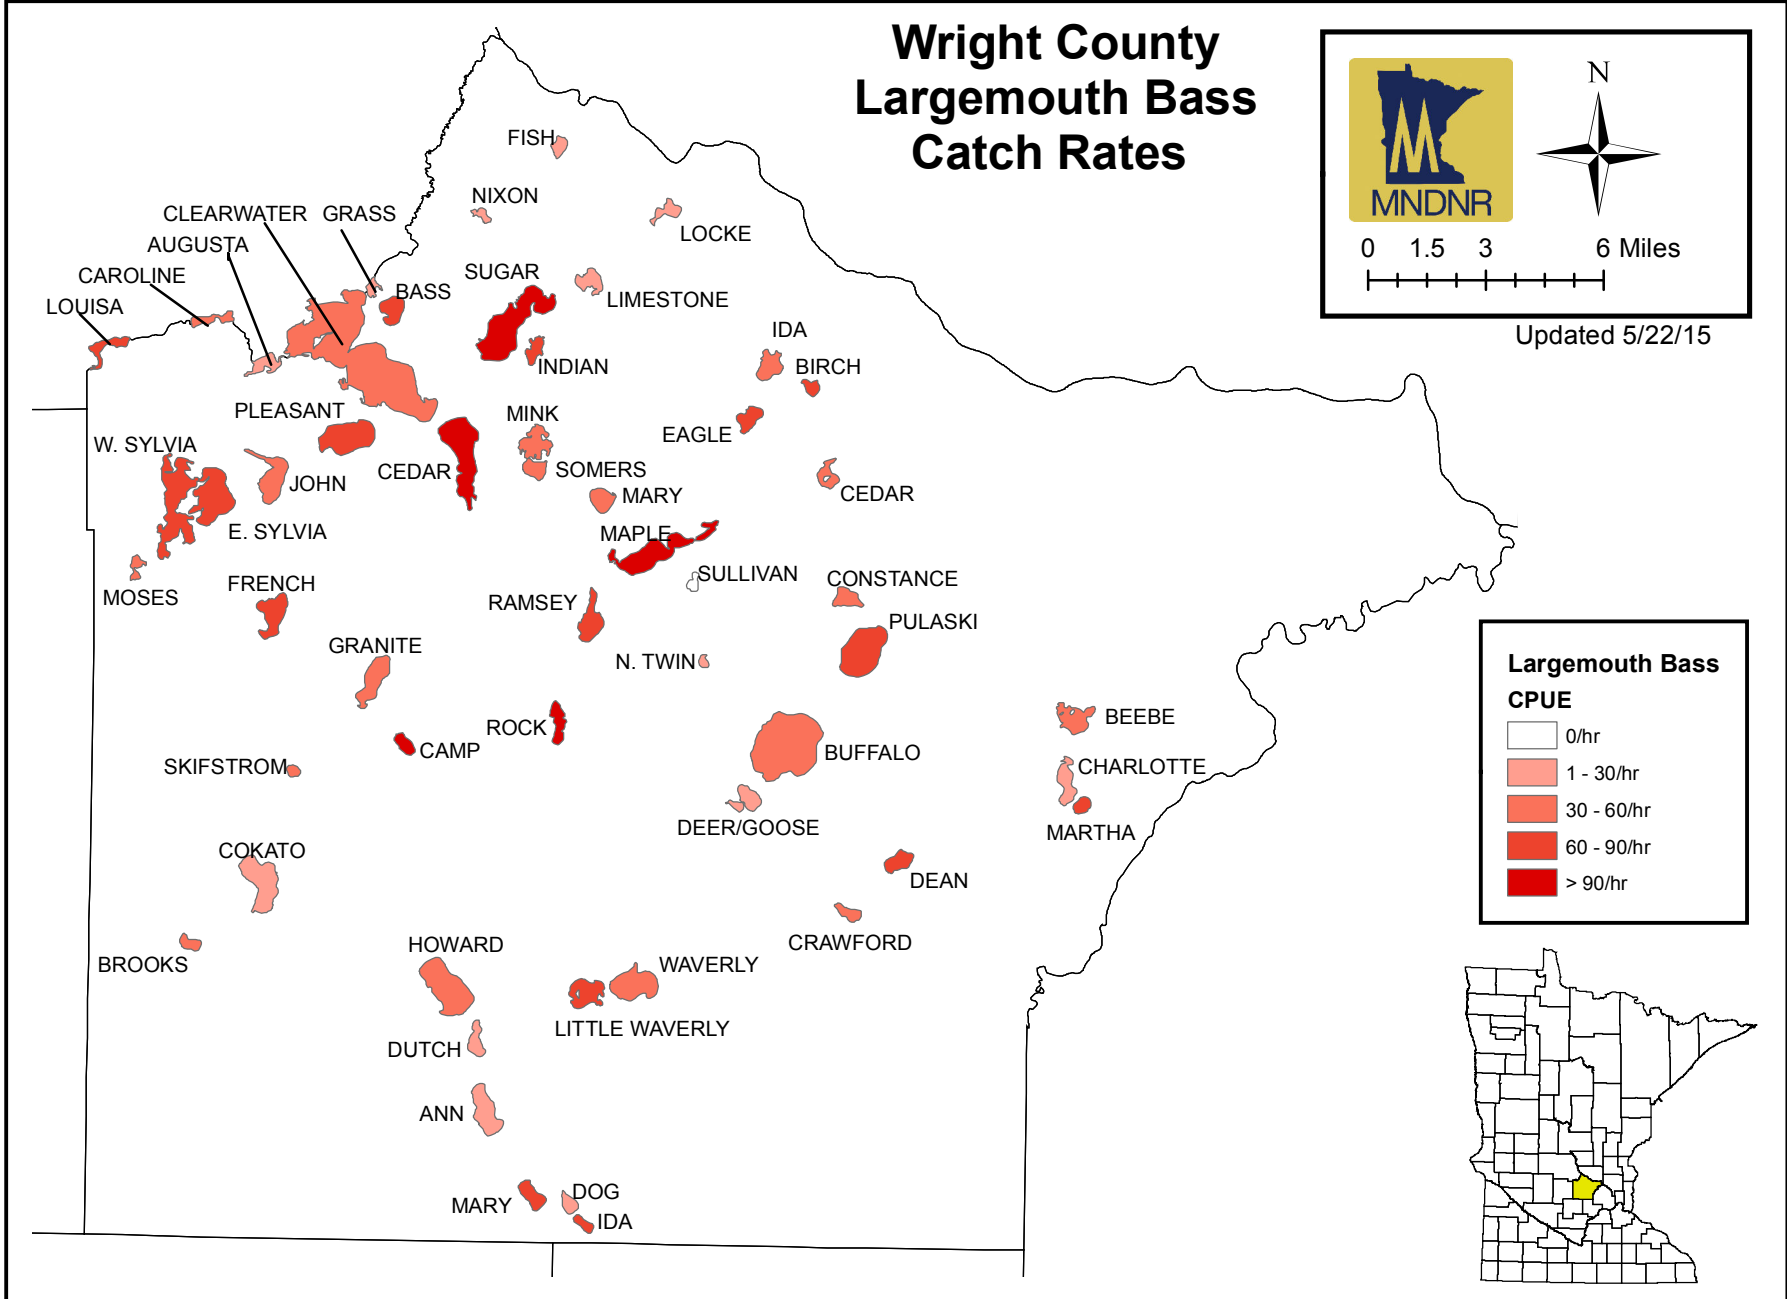 Wright County
Largemouth Bass
Catch Rates
N
MNDNR
0 1.5 3 6 Miles
Updated 5/22/15
FISH
NIXON
LOCKE
CLEARWATER GRASS
AUGUSTA
CAROLINE
LOUISA
BASS
SUGAR
LIMESTONE
INDIAN
IDA
BIRCH
PLEASANT
MINK
EAGLE
W. SYLVIA
CEDAR
SOMERS
JOHN
MARY
CEDAR
E. SYLVIA
MAPLE
SULLIVAN
CONSTANCE
MOSES
FRENCH
RAMSEY
PULASKI
GRANITE
N. TWIN
ROCK
BEEBE
CAMP
BUFFALO
SKIFSTROM
CHARLOTTE
DEER/GOOSE
MARTHA
COKATO
DEAN
CRAWFORD
BROOKS
HOWARD
WAVERLY
LITTLE WAVERLY
DUTCH
ANN
MARY
DOG
IDA
Largemouth Bass
CPUE
0/hr
1 - 30/hr
30 - 60/hr
60 - 90/hr
> 90/hr